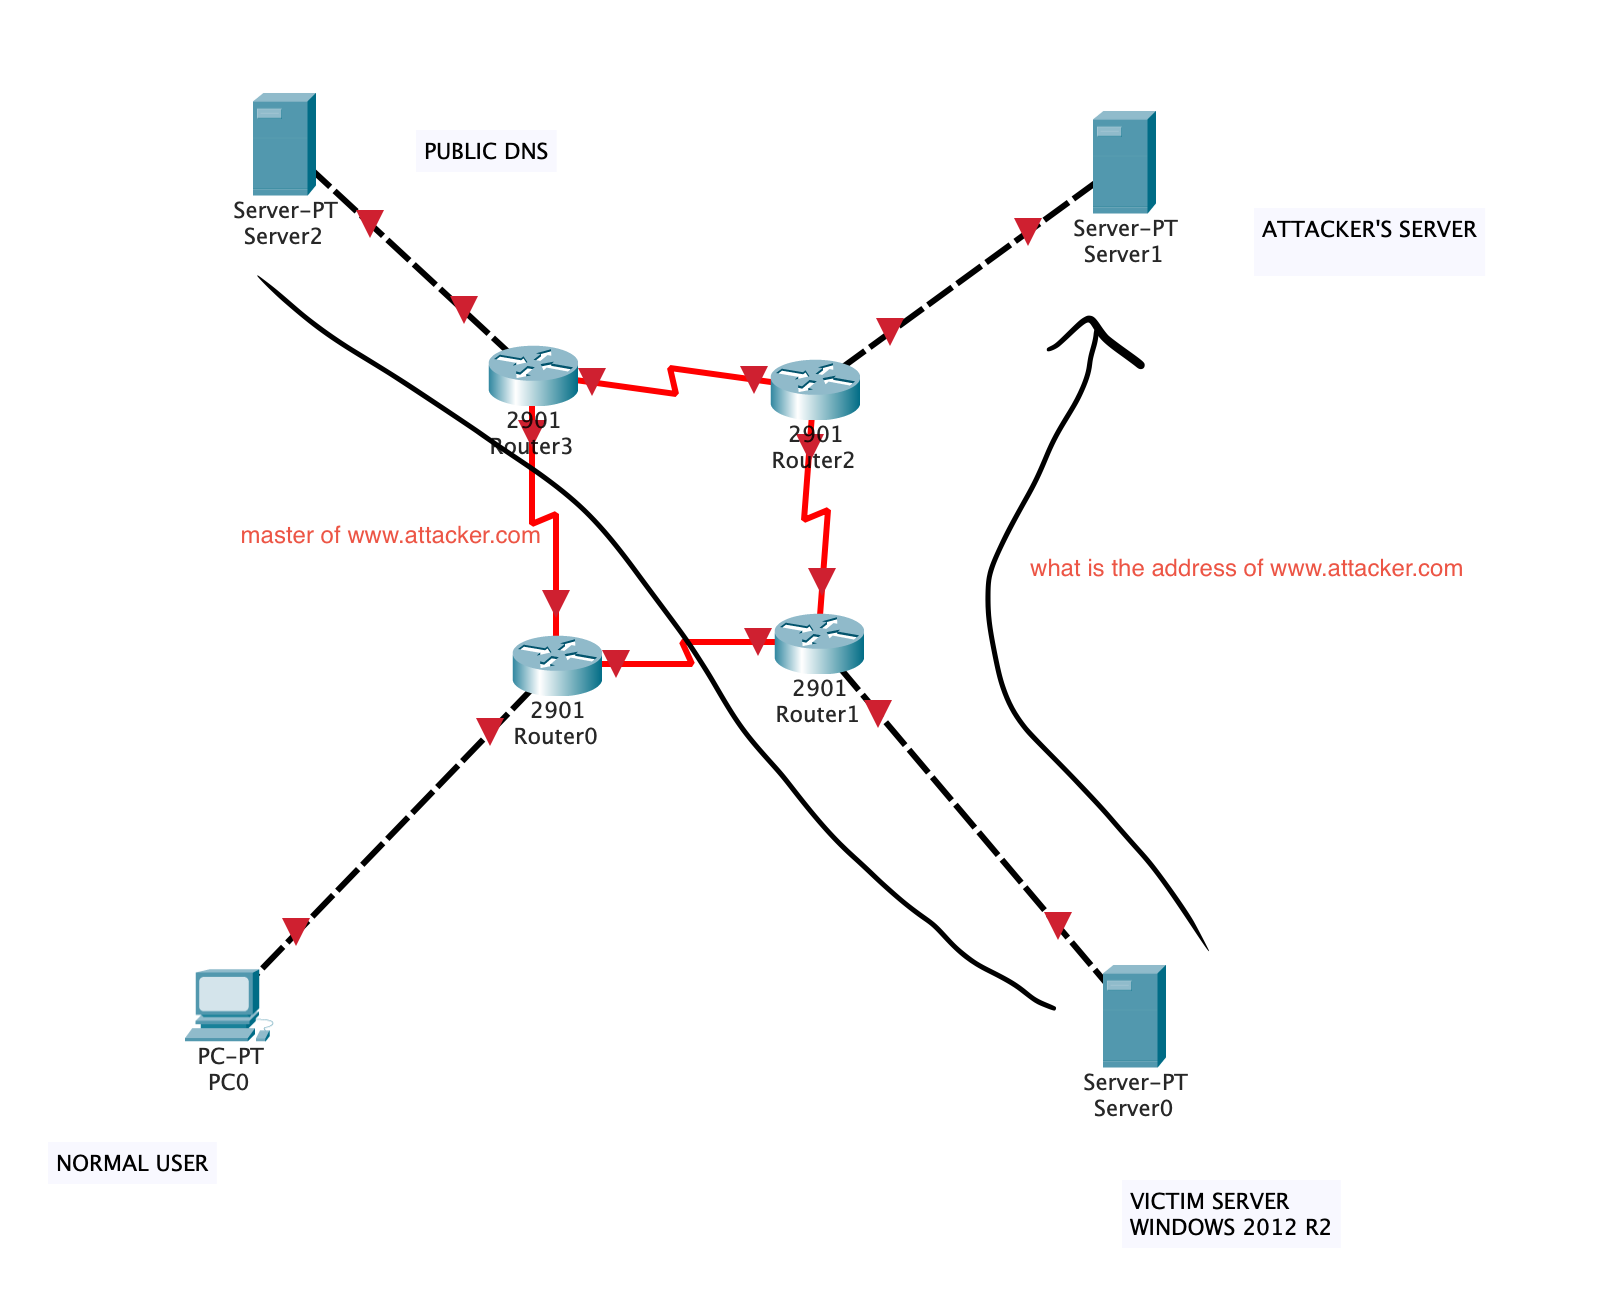 PUBLIC DNS
Server-PT
Server2
Server-PT
Server1
ATTACKER'S SERVER
2901
Router3
2901
Router2
master of www.attacker.com
what is the address of www.attacker.com
2901
Router0
2901
Router1
PC-PT
PC0
Server-PT
Server0
NORMAL USER
VICTIM SERVER
WINDOWS 2012 R2